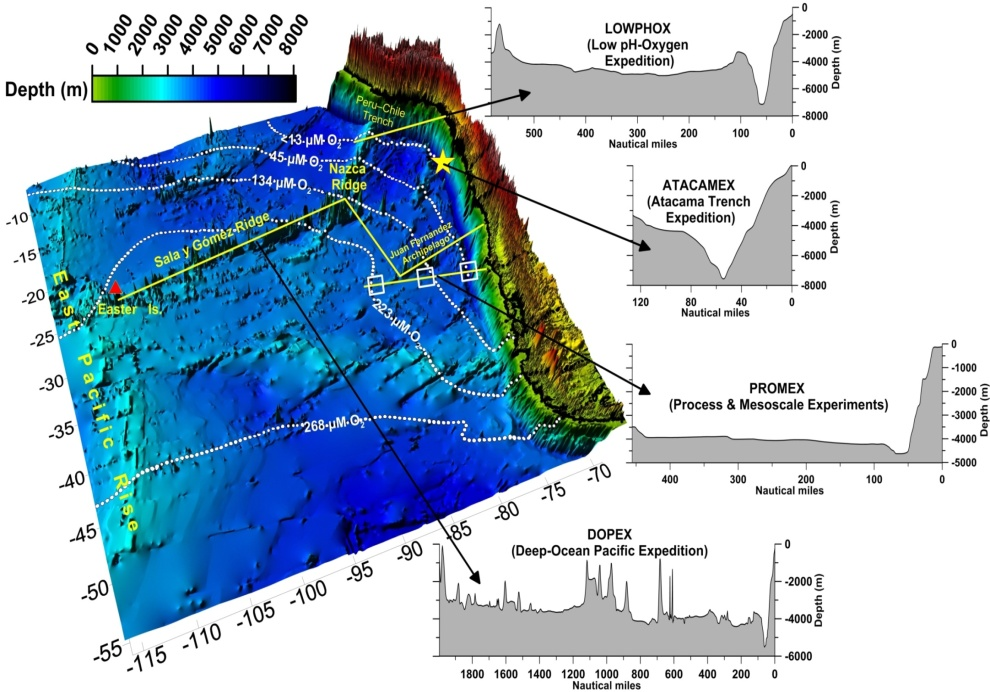 0 1000 2000 3000 4000 5000 6000 7000 8000
Depth (m)
Peru-Chile
Trench
13·µM·O2
45·µM·O2
134·µM·O2
Nazca
Ridge
Sala y Gómez Ridge
Juan Fernandez
Archipelago
Easter Is.
223·µM·O2
268·µM·O2
East Pacific Rise
-10
-15
-20
-25
-30
-35
-40
-45
-50
-55
-115
-110
-105
-100
-95
-90
-85
-80
-75
-70
LOWPHOX
(Low pH-Oxygen
Expedition)
0
-2000
-4000
-6000
-8000
Depth (m)
500 400 300 200 100 0
Nautical miles
ATACAMEX
(Atacama Trench
Expedition)
0
-2000
-4000
-6000
-8000
Depth (m)
120 80 40 0
Nautical miles
PROMEX
(Process & Mesoscale Experiments)
0
-1000
-2000
-3000
-4000
-5000
Depth (m)
400 300 200 100 0
Nautical miles
DOPEX
(Deep-Ocean Pacific Expedition)
0
-2000
-4000
-6000
Depth (m)
1800 1600 1400 1200 1000 800 600 400 200 0
Nautical miles